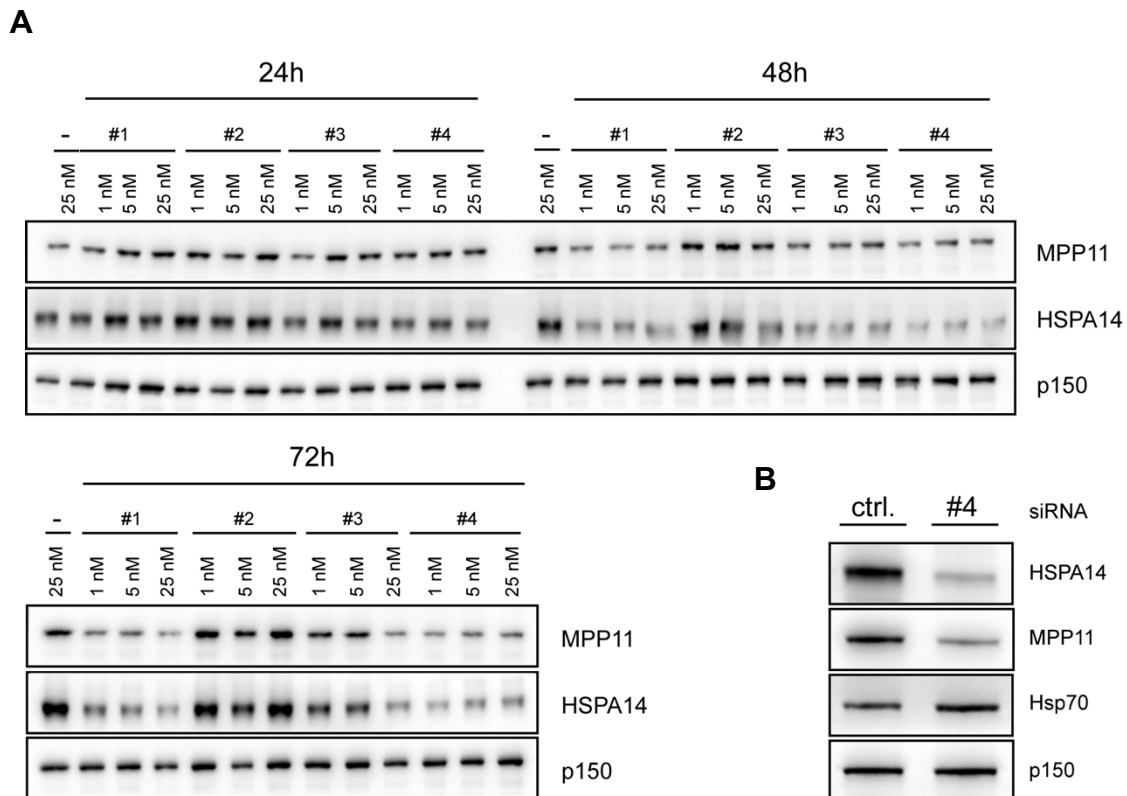 A
24h 48h
- #1 #2 #3 #4 - #1 #2 #3 #4
25 nM 1 nM 5 nM 25 nM 1 nM 5 nM 25 nM 1 nM 5 nM 25 nM 1 nM 5 nM 25 nM 25 nM 1 nM 5 nM 25 nM 1 nM 5 nM 25 nM 1 nM 5 nM 25 nM 1 nM 5 nM 25 nM
MPP11
HSPA14
p150
72h
- #1 #2 #3 #4
25 nM 1 nM 5 nM 25 nM 1 nM 5 nM 25 nM 1 nM 5 nM 25 nM 1 nM 5 nM 25 nM
MPP11
HSPA14
p150
B
ctrl. #4 siRNA
HSPA14
MPP11
Hsp70
p150